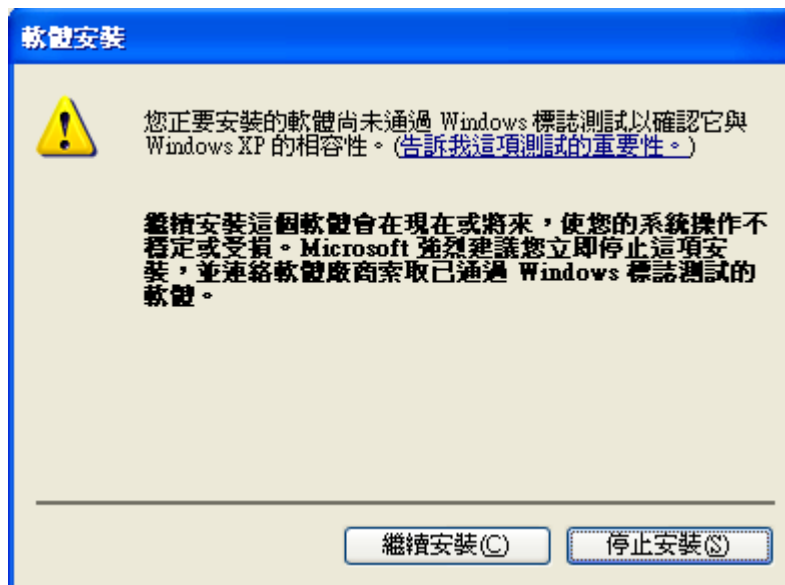 軟體安裝
您正要安裝的軟體尚未通過 Windows 標誌測試以確認它與
Windows XP 的相容性。(告訴我這項測試的重要性。)
繼續安裝這個軟體會在現在或將來，使您的系統操作不
穩定或受損。Microsoft 強烈建議您立即停止這項安
裝，並連絡軟體廠商索取已通過 Windows 標誌測試的
軟體。
繼續安裝(C)
停止安裝(S)